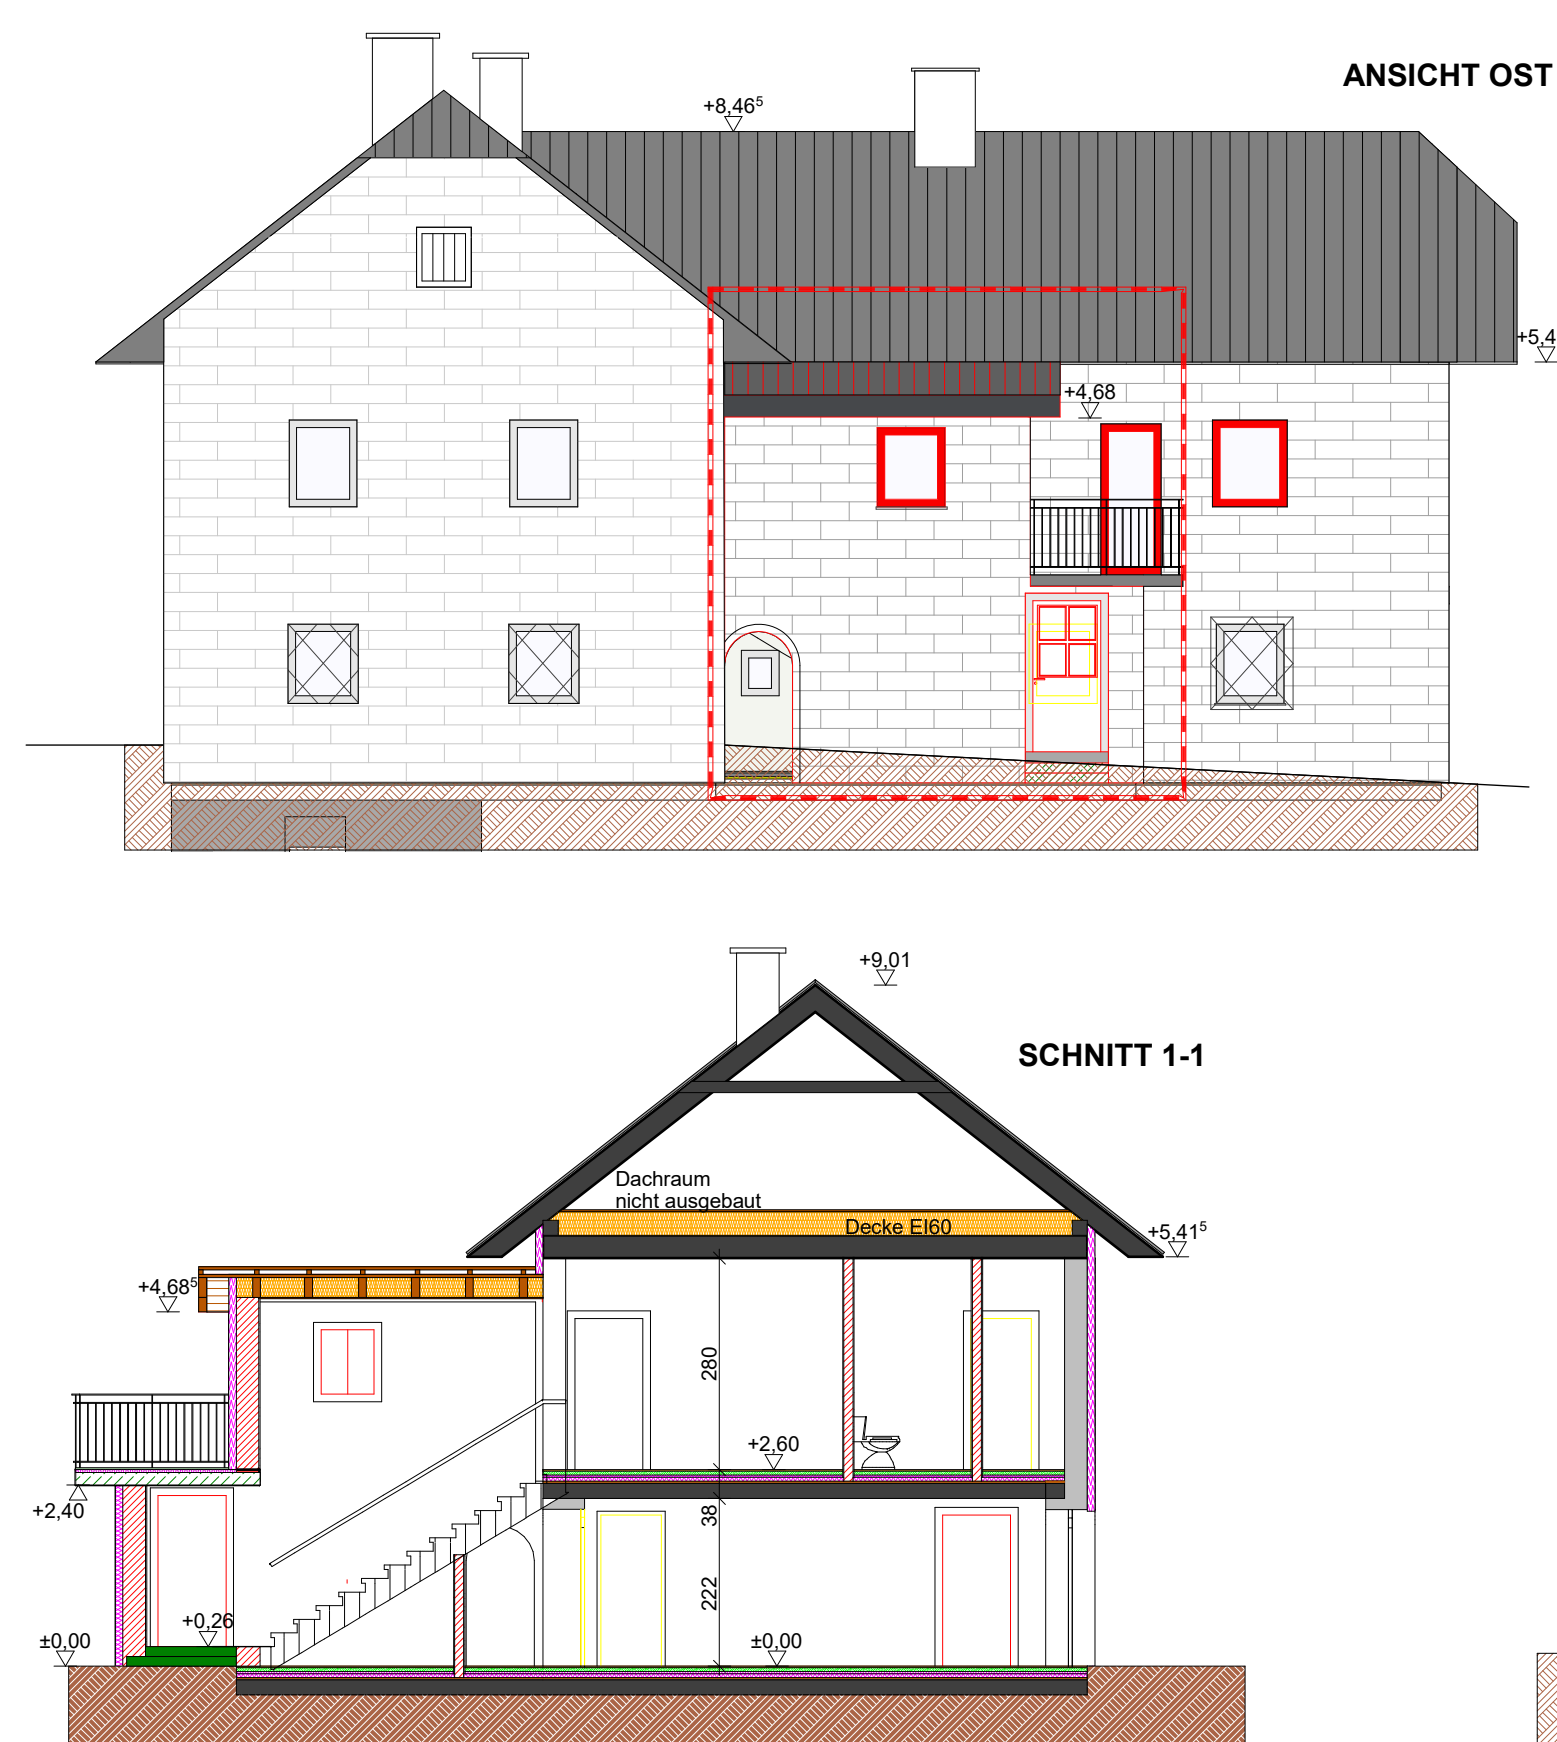 ANSICHT OST
+8,46⁵
+5,4
+4,68
+9,01
SCHNITT 1-1
Dachraum
nicht ausgebaut
Decke EI60
+5,41⁵
+4,68⁵
280
+2,60
+2,40
38
222
+0,26
±0,00
±0,00